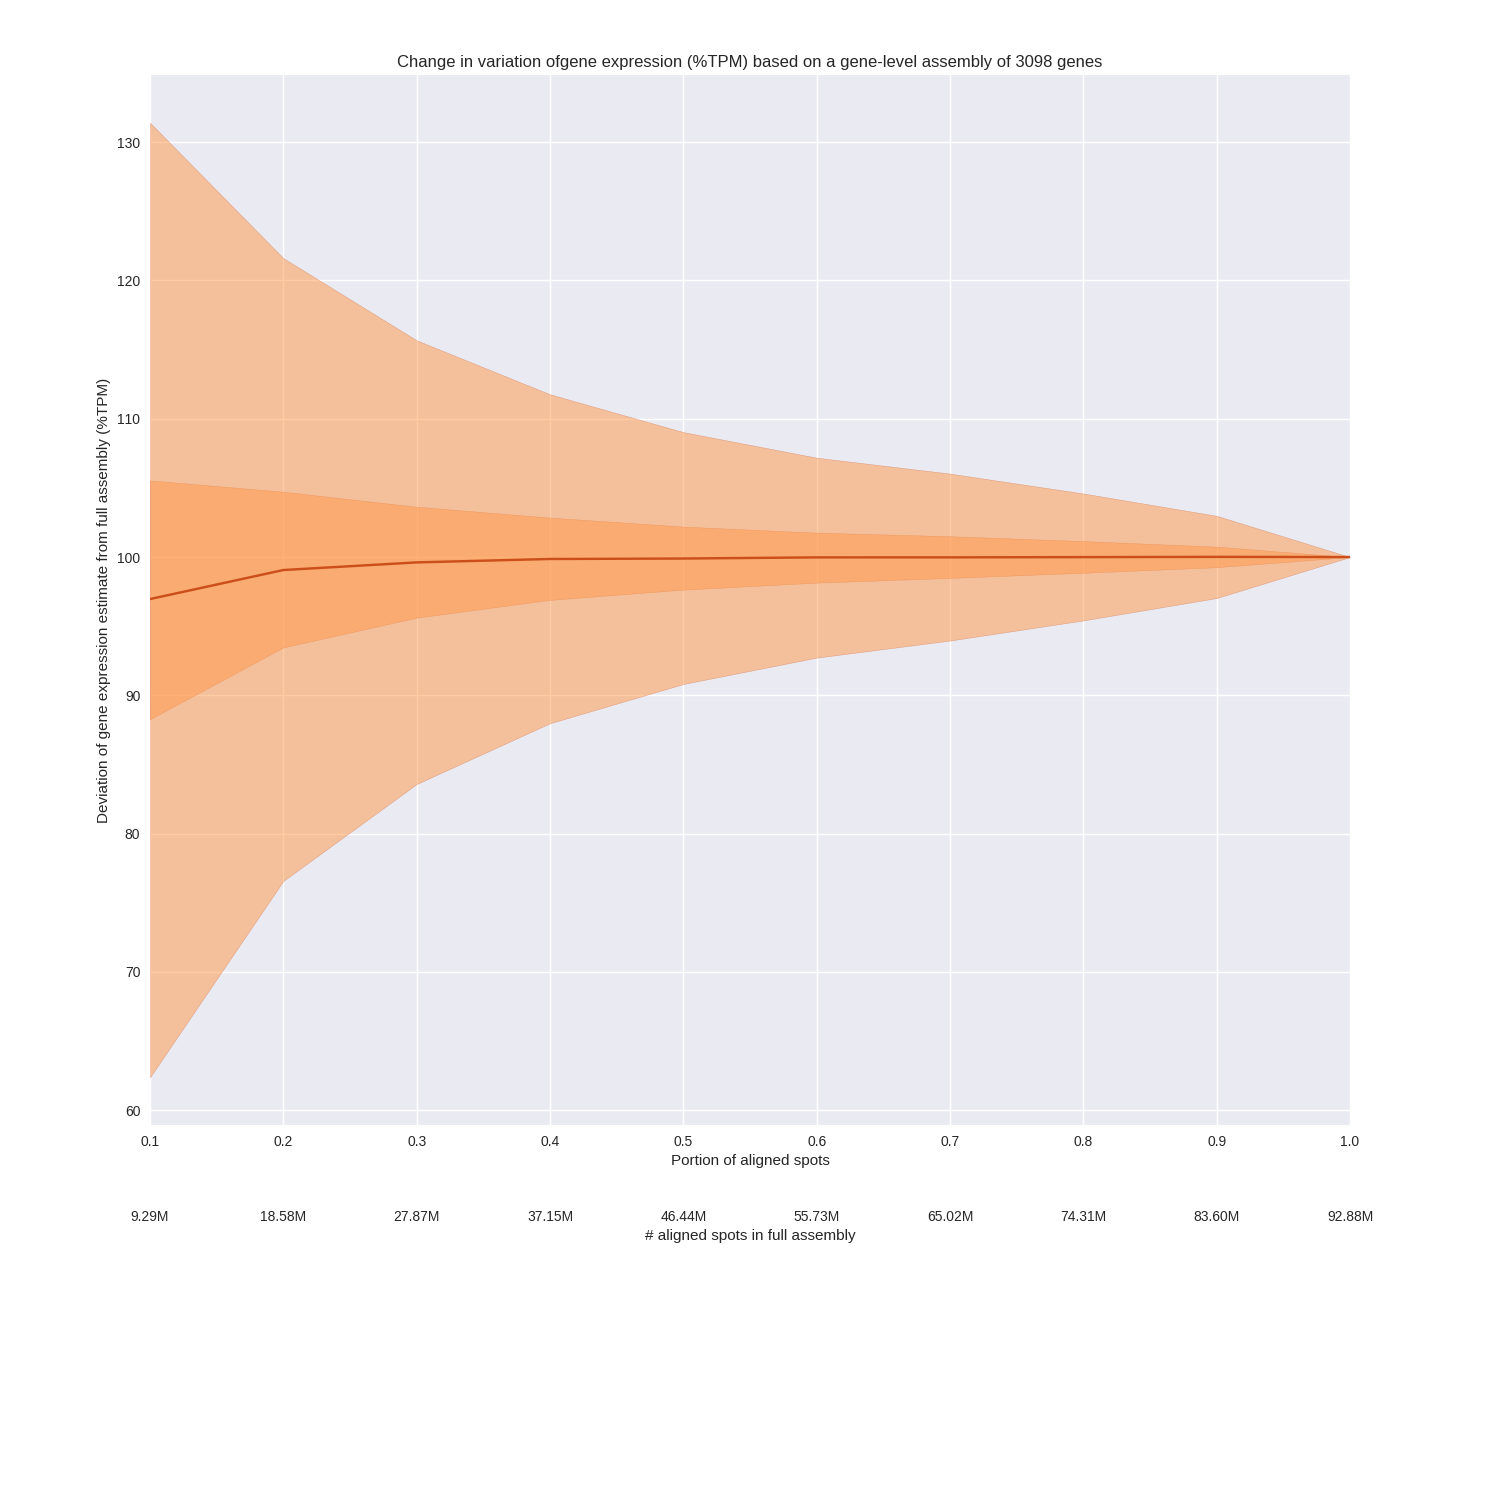 Change in variation ofgene expression (%TPM) based on a gene-level assembly of 3098 genes
Deviation of gene expression estimate from full assembly (%TPM)
130
120
110
100
90
80
70
60
0.1 0.2 0.3 0.4 0.5 0.6 0.7 0.8 0.9 1.0
Portion of aligned spots
9.29M 18.58M 27.87M 37.15M 46.44M 55.73M 65.02M 74.31M 83.60M 92.88M
# aligned spots in full assembly